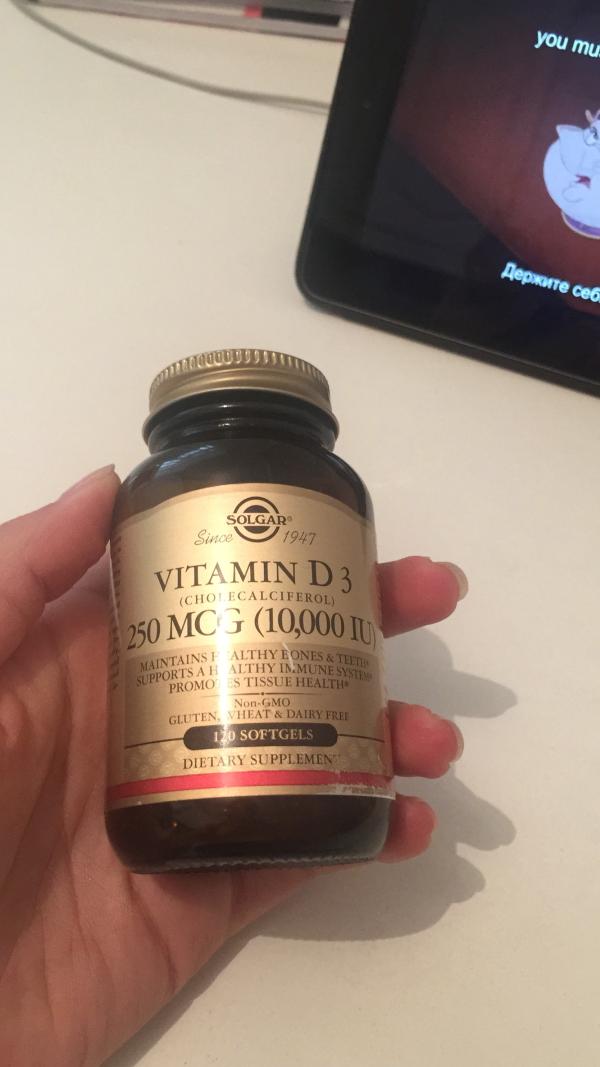 you
Держите
SOLGAR®
Since 1947
VITAMIN D 3
(CHOLECALCIFEROL)
250 MCG (10,000 IU)
MAINTAINS HEALTHY BONES & TEETH*
SUPPORTS A HEALTHY IMMUNE SYSTEM*
PROMOTES TISSUE HEALTH*
Non-GMO
GLUTEN, WHEAT & DAIRY FREE
120 SOFTGELS
DIETARY SUPPLEMENT